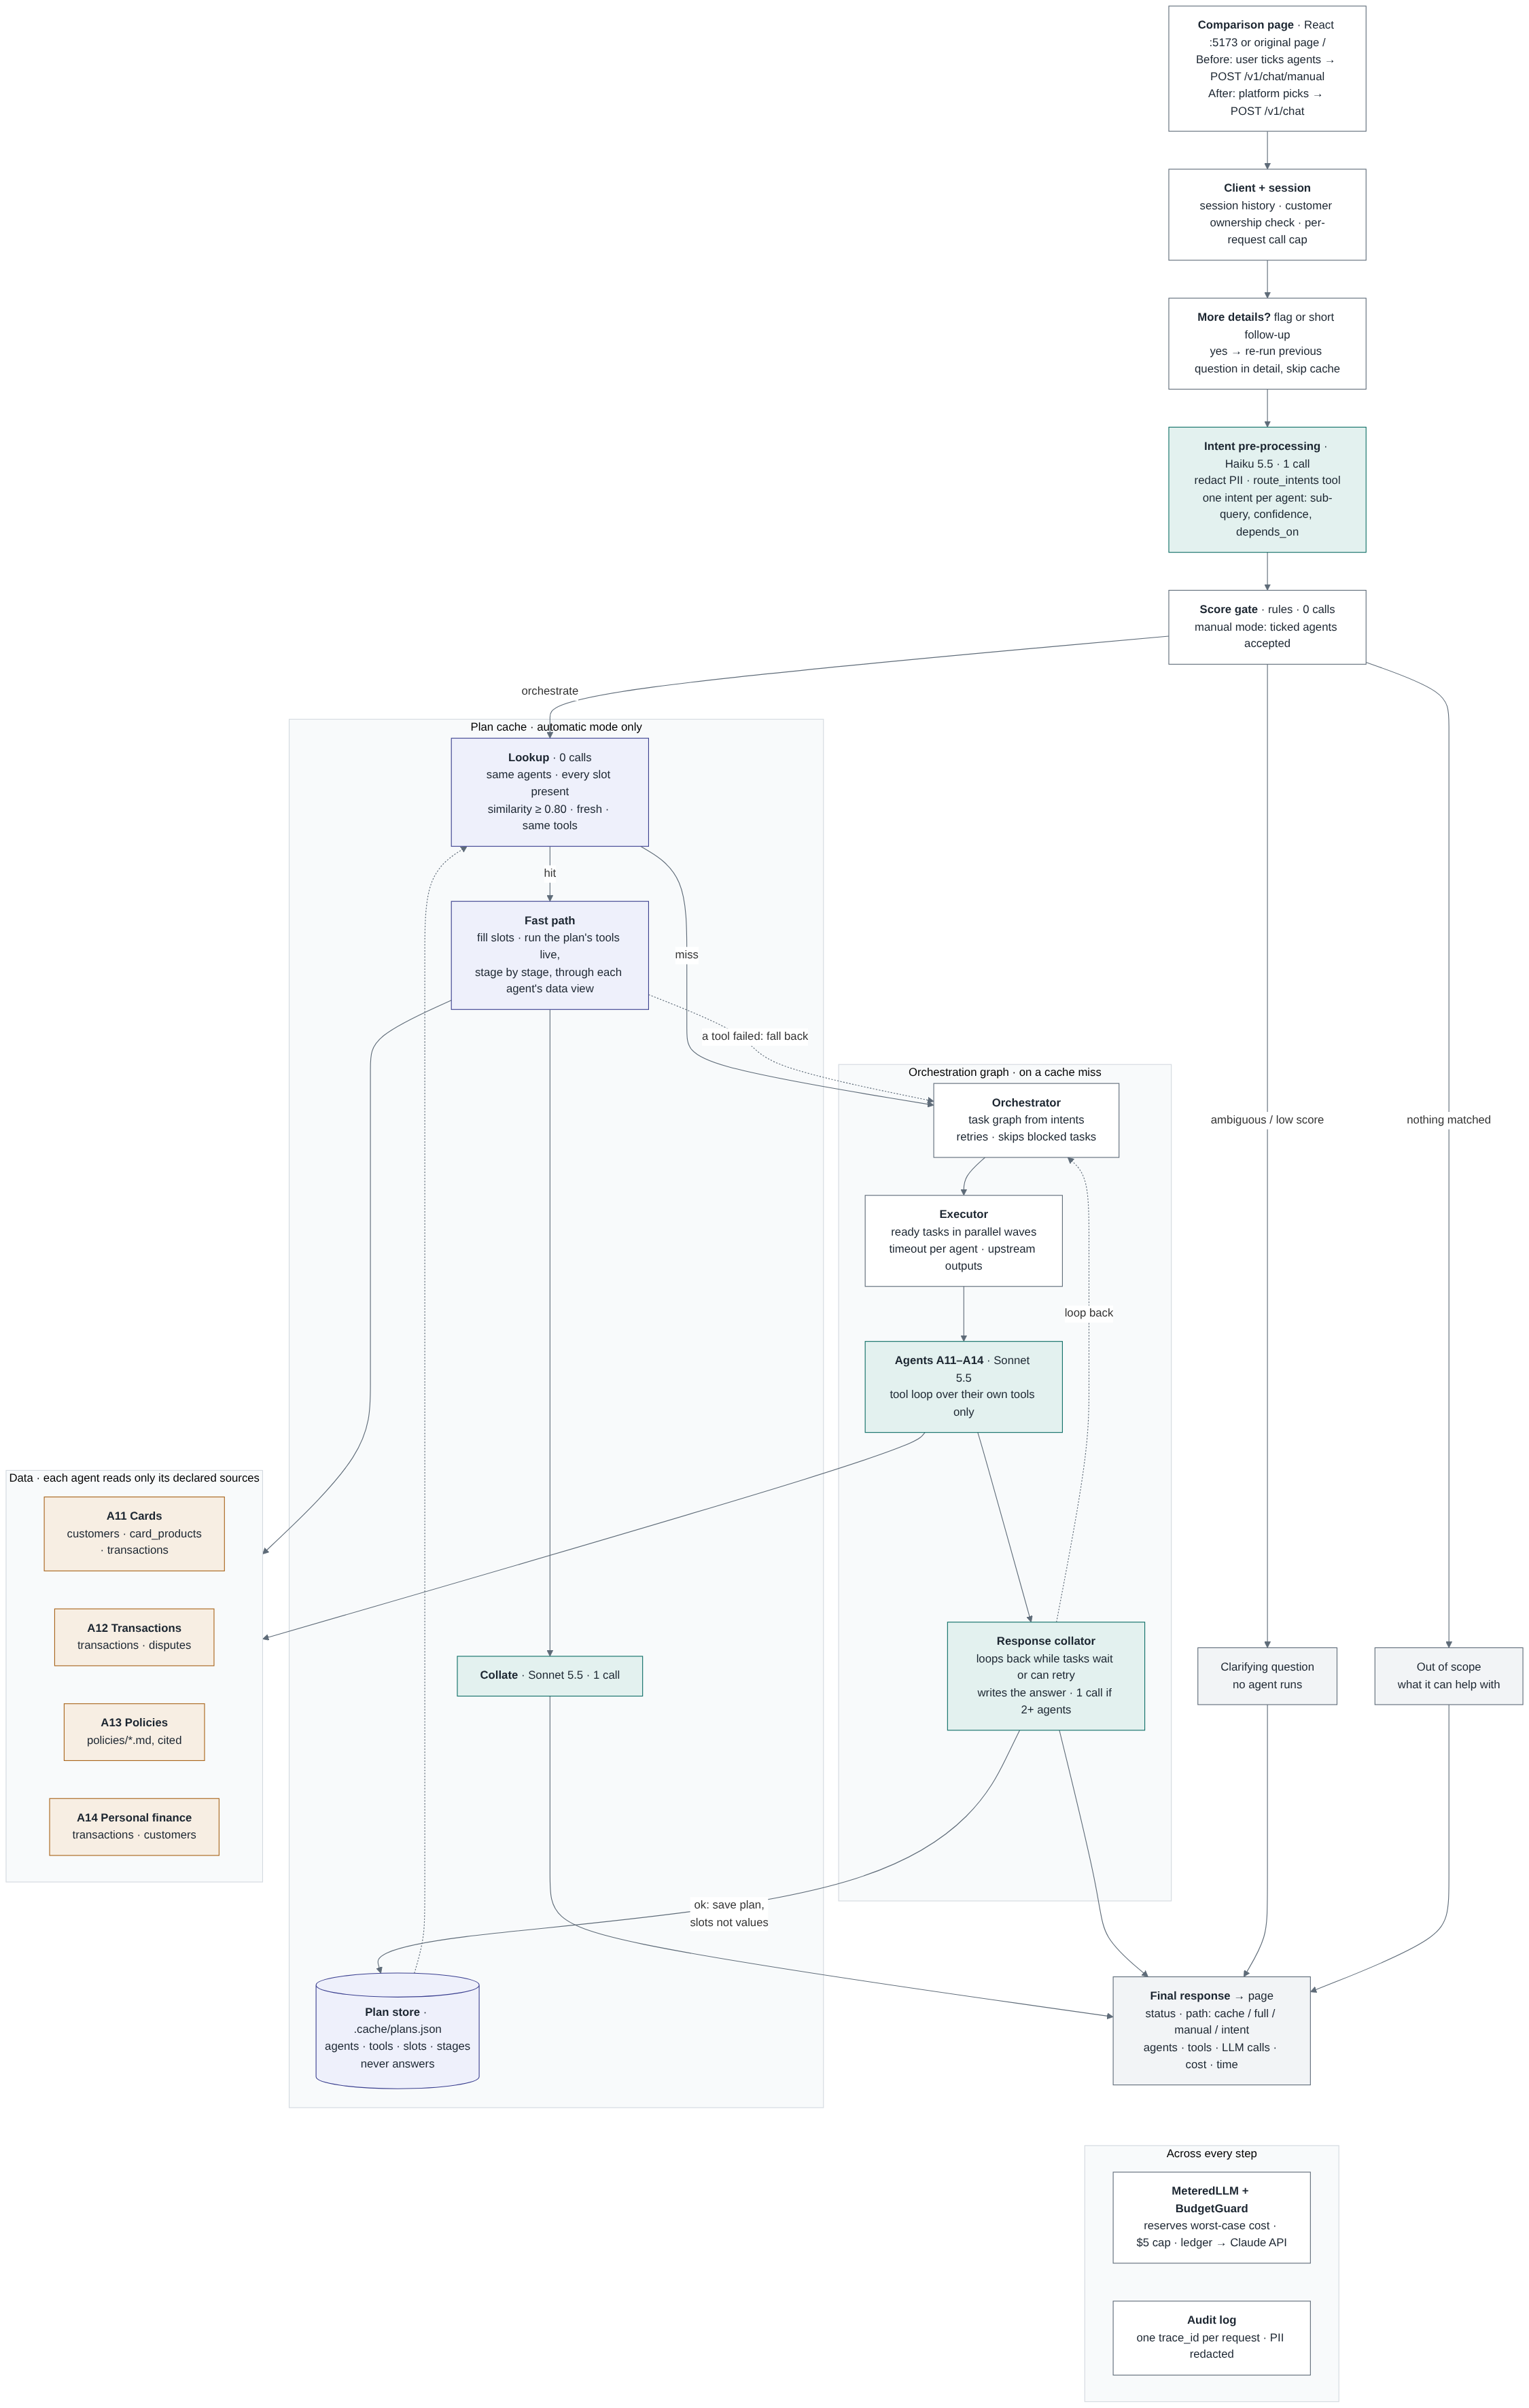 Comparison page · React
:5173 or original page /
Before: user ticks agents →
POST /v1/chat/manual
After: platform picks →
POST /v1/chat
Client + session
session history · customer
ownership check · per-
request call cap
More details? flag or short
follow-up
yes → re-run previous
question in detail, skip cache
Intent pre-processing ·
Haiku 5.5 · 1 call
redact PII · route_intents tool
one intent per agent: sub-
query, confidence,
depends_on
Score gate · rules · 0 calls
manual mode: ticked agents
accepted
orchestrate
Plan cache · automatic mode only
Lookup · 0 calls
same agents · every slot
present
similarity ≥ 0.80 · fresh ·
same tools
hit
Fast path
fill slots · run the plan's tools
live,
stage by stage, through each
agent's data view
miss
a tool failed: fall back
Orchestration graph · on a cache miss
Orchestrator
task graph from intents
retries · skips blocked tasks
ambiguous / low score
nothing matched
Executor
ready tasks in parallel waves
timeout per agent · upstream
outputs
loop back
Agents A11–A14 · Sonnet
5.5
tool loop over their own tools
only
Data · each agent reads only its declared sources
A11 Cards
customers · card_products
· transactions
A12 Transactions
transactions · disputes
A13 Policies
policies/*.md, cited
A14 Personal finance
transactions · customers
Collate · Sonnet 5.5 · 1 call
Response collator
loops back while tasks wait
or can retry
writes the answer · 1 call if
2+ agents
Clarifying question
no agent runs
Out of scope
what it can help with
ok: save plan,
slots not values
Plan store ·
.cache/plans.json
agents · tools · slots · stages
never answers
Final response → page
status · path: cache / full /
manual / intent
agents · tools · LLM calls ·
cost · time
Across every step
MeteredLLM +
BudgetGuard
reserves worst-case cost ·
$5 cap · ledger → Claude API
Audit log
one trace_id per request · PII
redacted